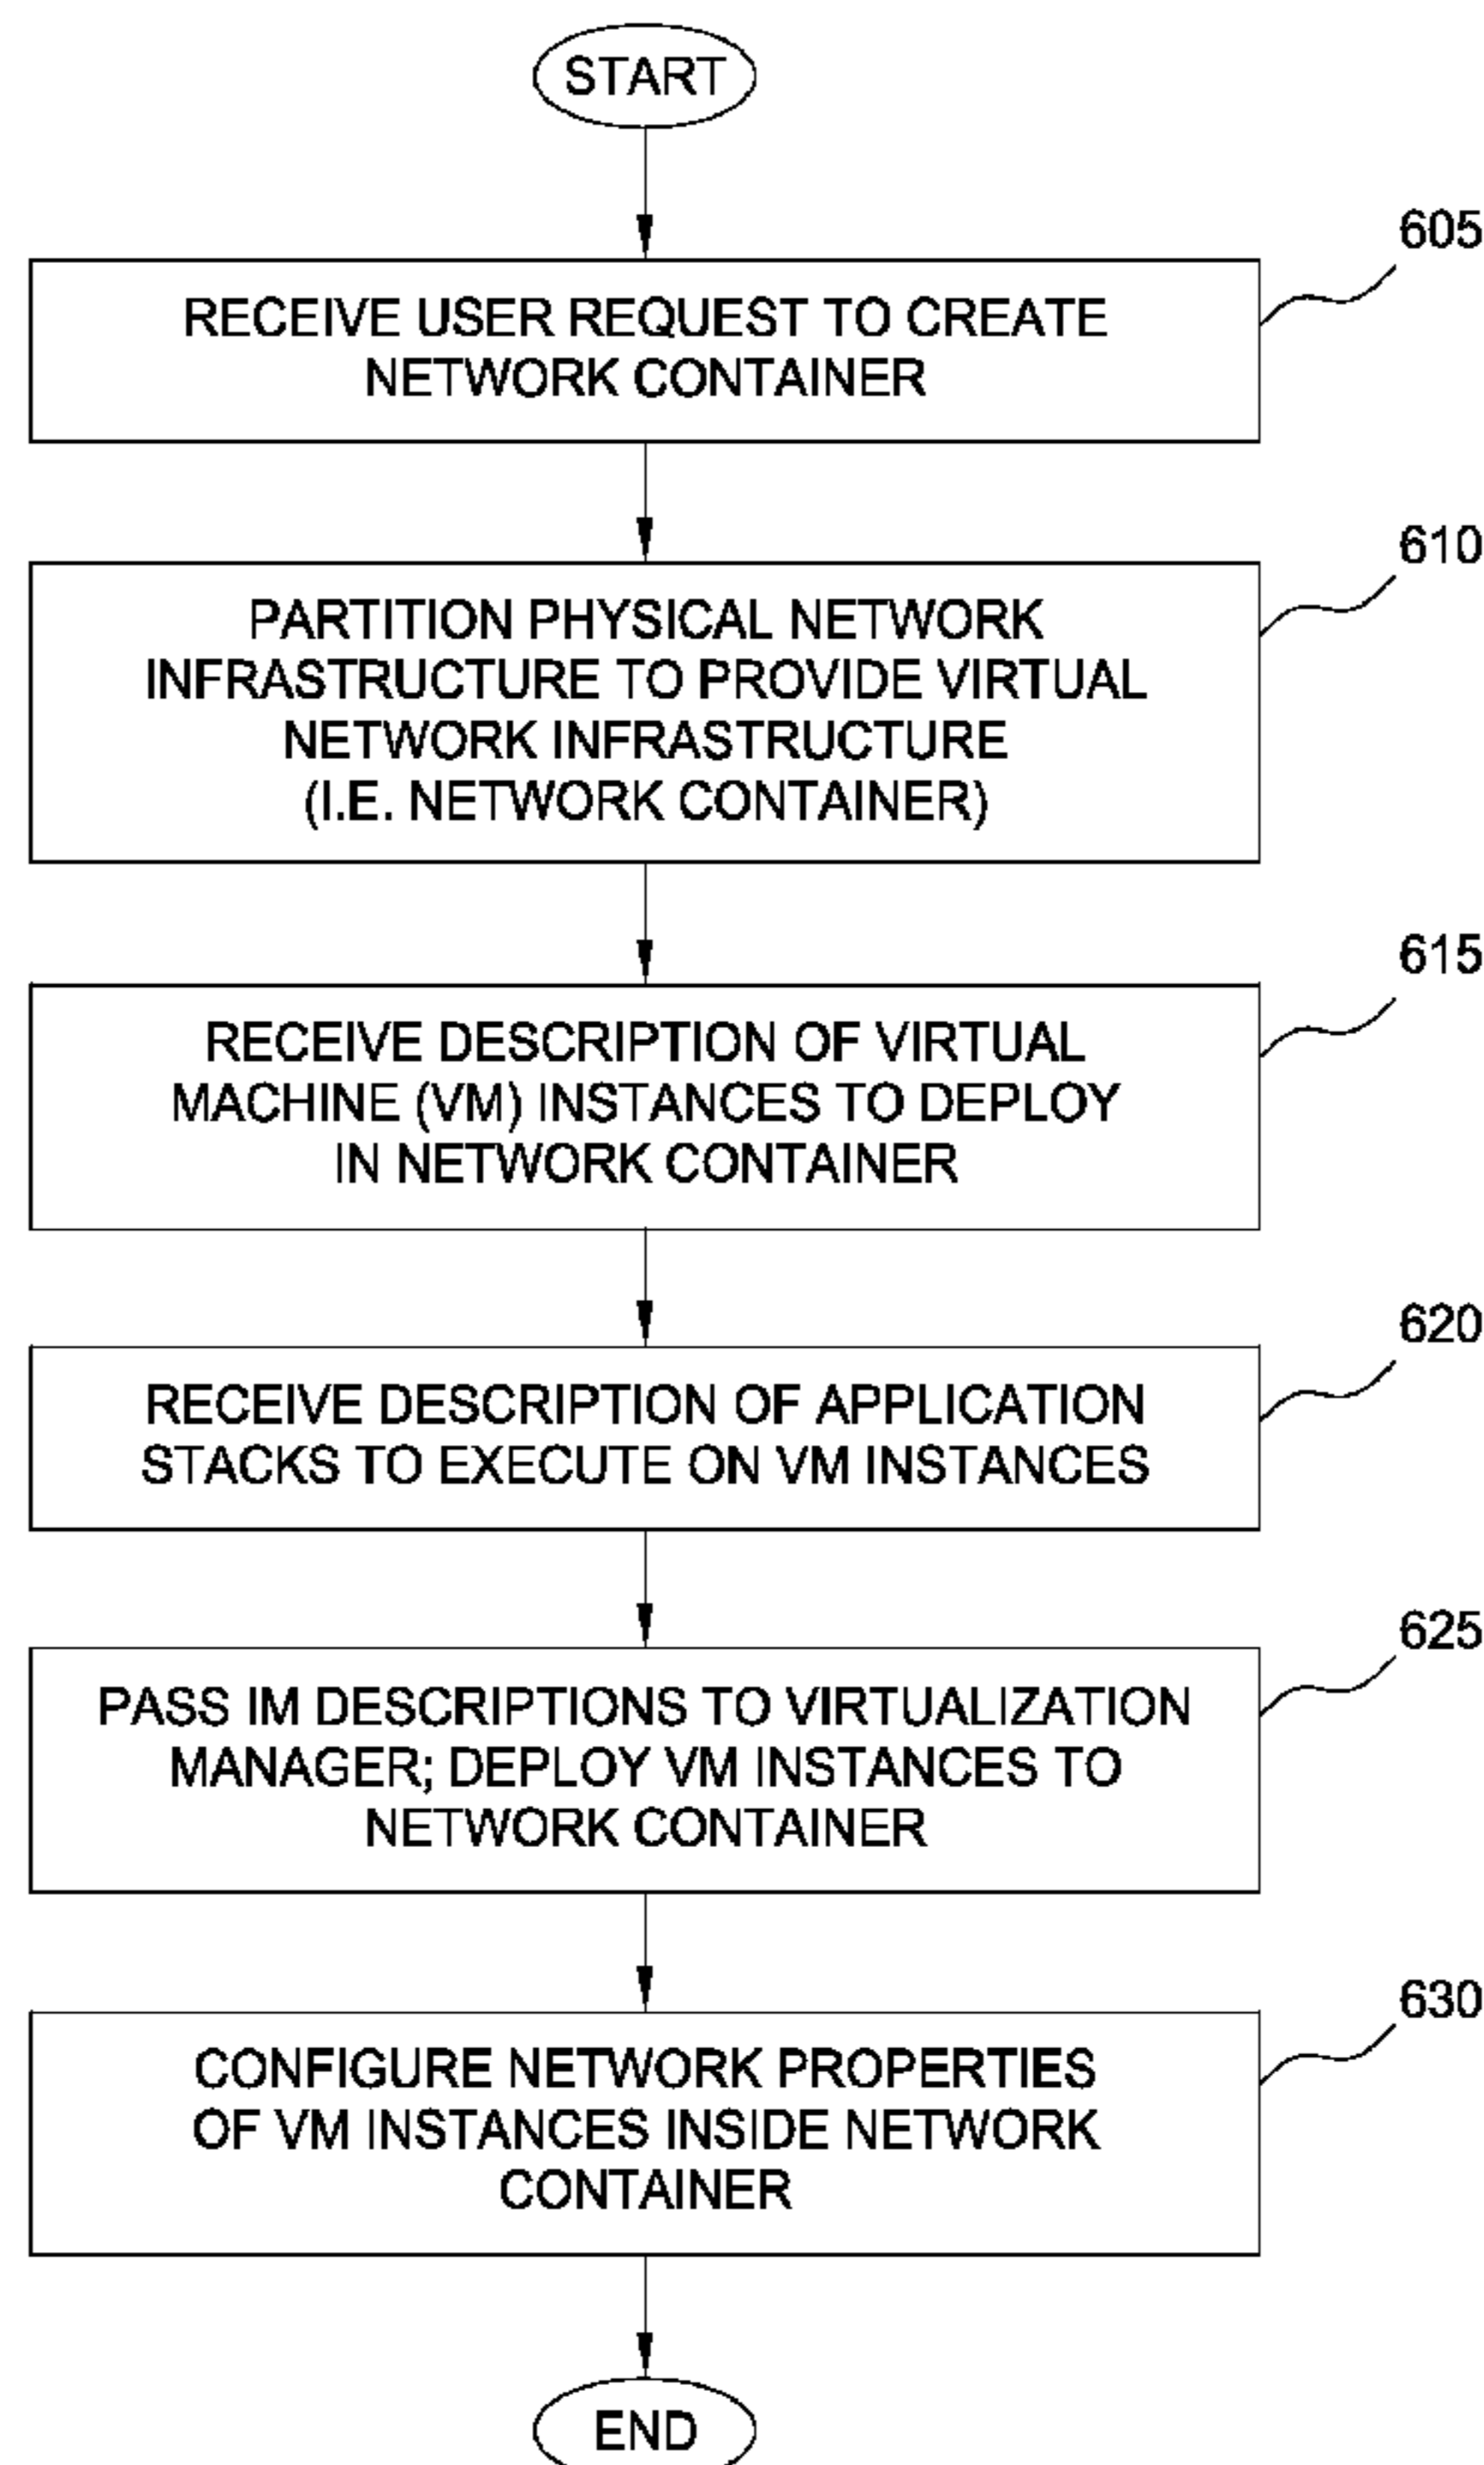 START
605
RECEIVE USER REQUEST TO CREATE
NETWORK CONTAINER
610
PARTITION PHYSICAL NETWORK
INFRASTRUCTURE TO PROVIDE VIRTUAL
NETWORK INFRASTRUCTURE
(I.E. NETWORK CONTAINER)
615
RECEIVE DESCRIPTION OF VIRTUAL
MACHINE (VM) INSTANCES TO DEPLOY
IN NETWORK CONTAINER
620
RECEIVE DESCRIPTION OF APPLICATION
STACKS TO EXECUTE ON VM INSTANCES
625
PASS IM DESCRIPTIONS TO VIRTUALIZATION
MANAGER; DEPLOY VM INSTANCES TO
NETWORK CONTAINER
630
CONFIGURE NETWORK PROPERTIES
OF VM INSTANCES INSIDE NETWORK
CONTAINER
END